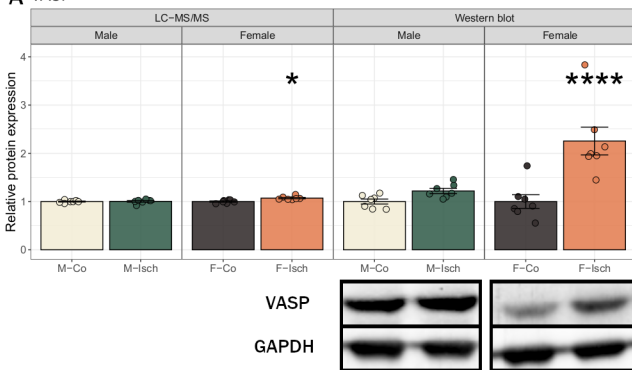 A
LC-MS/MS Western blot
Male Female Male Female
Relative protein expression
4
3
2
1
0
*
****
M-Co M-Isch F-Co F-Isch M-Co M-Isch F-Co F-Isch
VASP
GAPDH